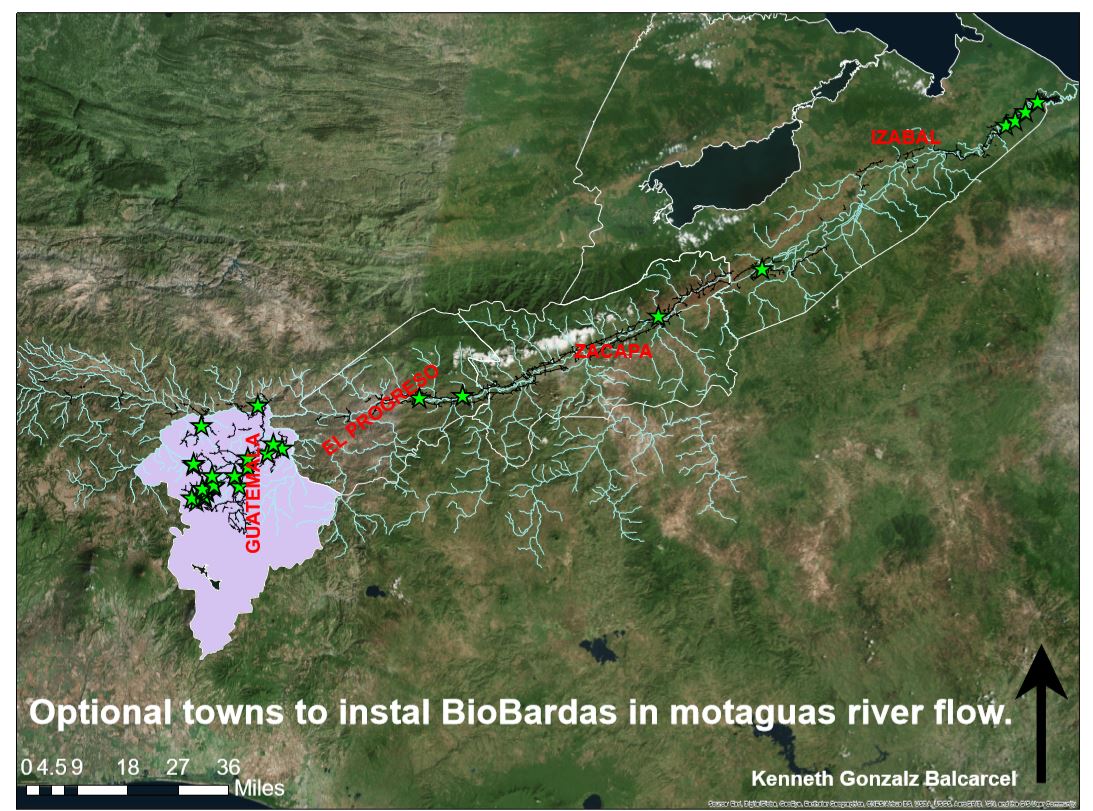 IZABAL
ZACAPA
EL PROGRESO
GUATEMALA
Optional towns to instal BioBardas in motaguas river flow.
0 4.5 9 18 27 36
Miles
Kenneth Gonzalz Balcarcel
Source: Esri, DigitalGlobe, GeoEye, Earthstar Geographics, CNES/Airbus DS, USDA, USGS, AeroGRID, IGN, and the GIS User Community